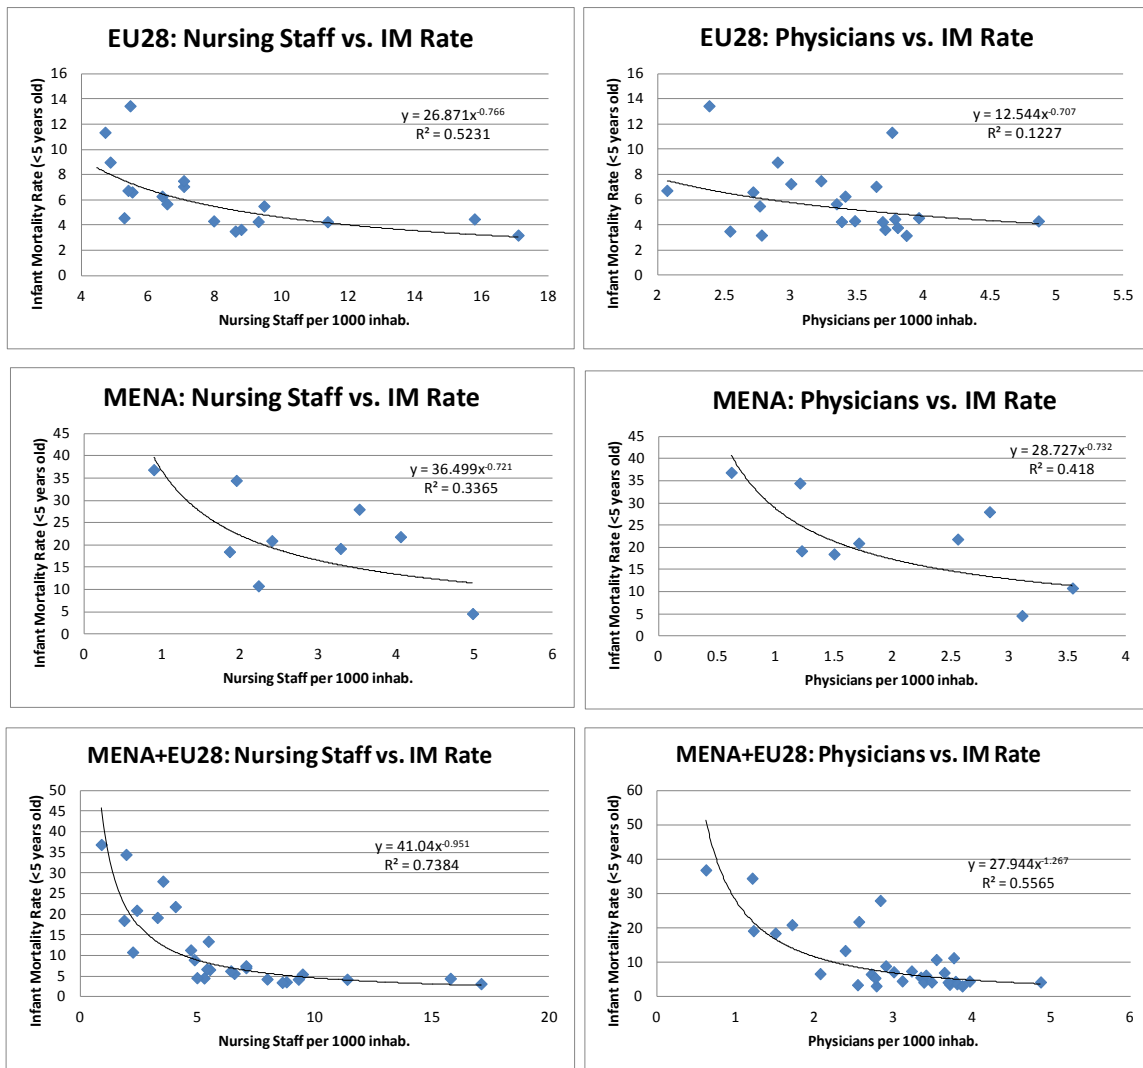 EU28: Nursing Staff vs. IM Rate
Infant Mortality Rate (<5 years old)
16
14
12
10
8
6
4
2
0
y = 26.871x^-0.766
R² = 0.5231
4 6 8 10 12 14 16 18
Nursing Staff per 1000 inhab.
EU28: Physicians vs. IM Rate
Infant Mortality Rate (<5 years old)
16
14
12
10
8
6
4
2
0
y = 12.544x^-0.707
R² = 0.1227
2 2.5 3 3.5 4 4.5 5 5.5
Physicians per 1000 inhab.
MENA: Nursing Staff vs. IM Rate
Infant Mortality Rate (<5 years old)
45
40
35
30
25
20
15
10
5
0
y = 36.499x^-0.721
R² = 0.3365
0 1 2 3 4 5 6
Nursing Staff per 1000 inhab.
MENA: Physicians vs. IM Rate
Infant Mortality Rate (<5 years old)
45
40
35
30
25
20
15
10
5
0
y = 28.727x^-0.732
R² = 0.418
0 0.5 1 1.5 2 2.5 3 3.5 4
Physicians per 1000 inhab.
MENA+EU28: Nursing Staff vs. IM Rate
Infant Mortality Rate (<5 years old)
50
45
40
35
30
25
20
15
10
5
0
y = 41.04x^-0.951
R² = 0.7384
0 5 10 15 20
Nursing Staff per 1000 inhab.
MENA+EU28: Physicians vs. IM Rate
Infant Mortality Rate (<5 years old)
60
50
40
30
20
10
0
y = 27.944x^-1.267
R² = 0.5565
0 1 2 3 4 5 6
Physicians per 1000 inhab.